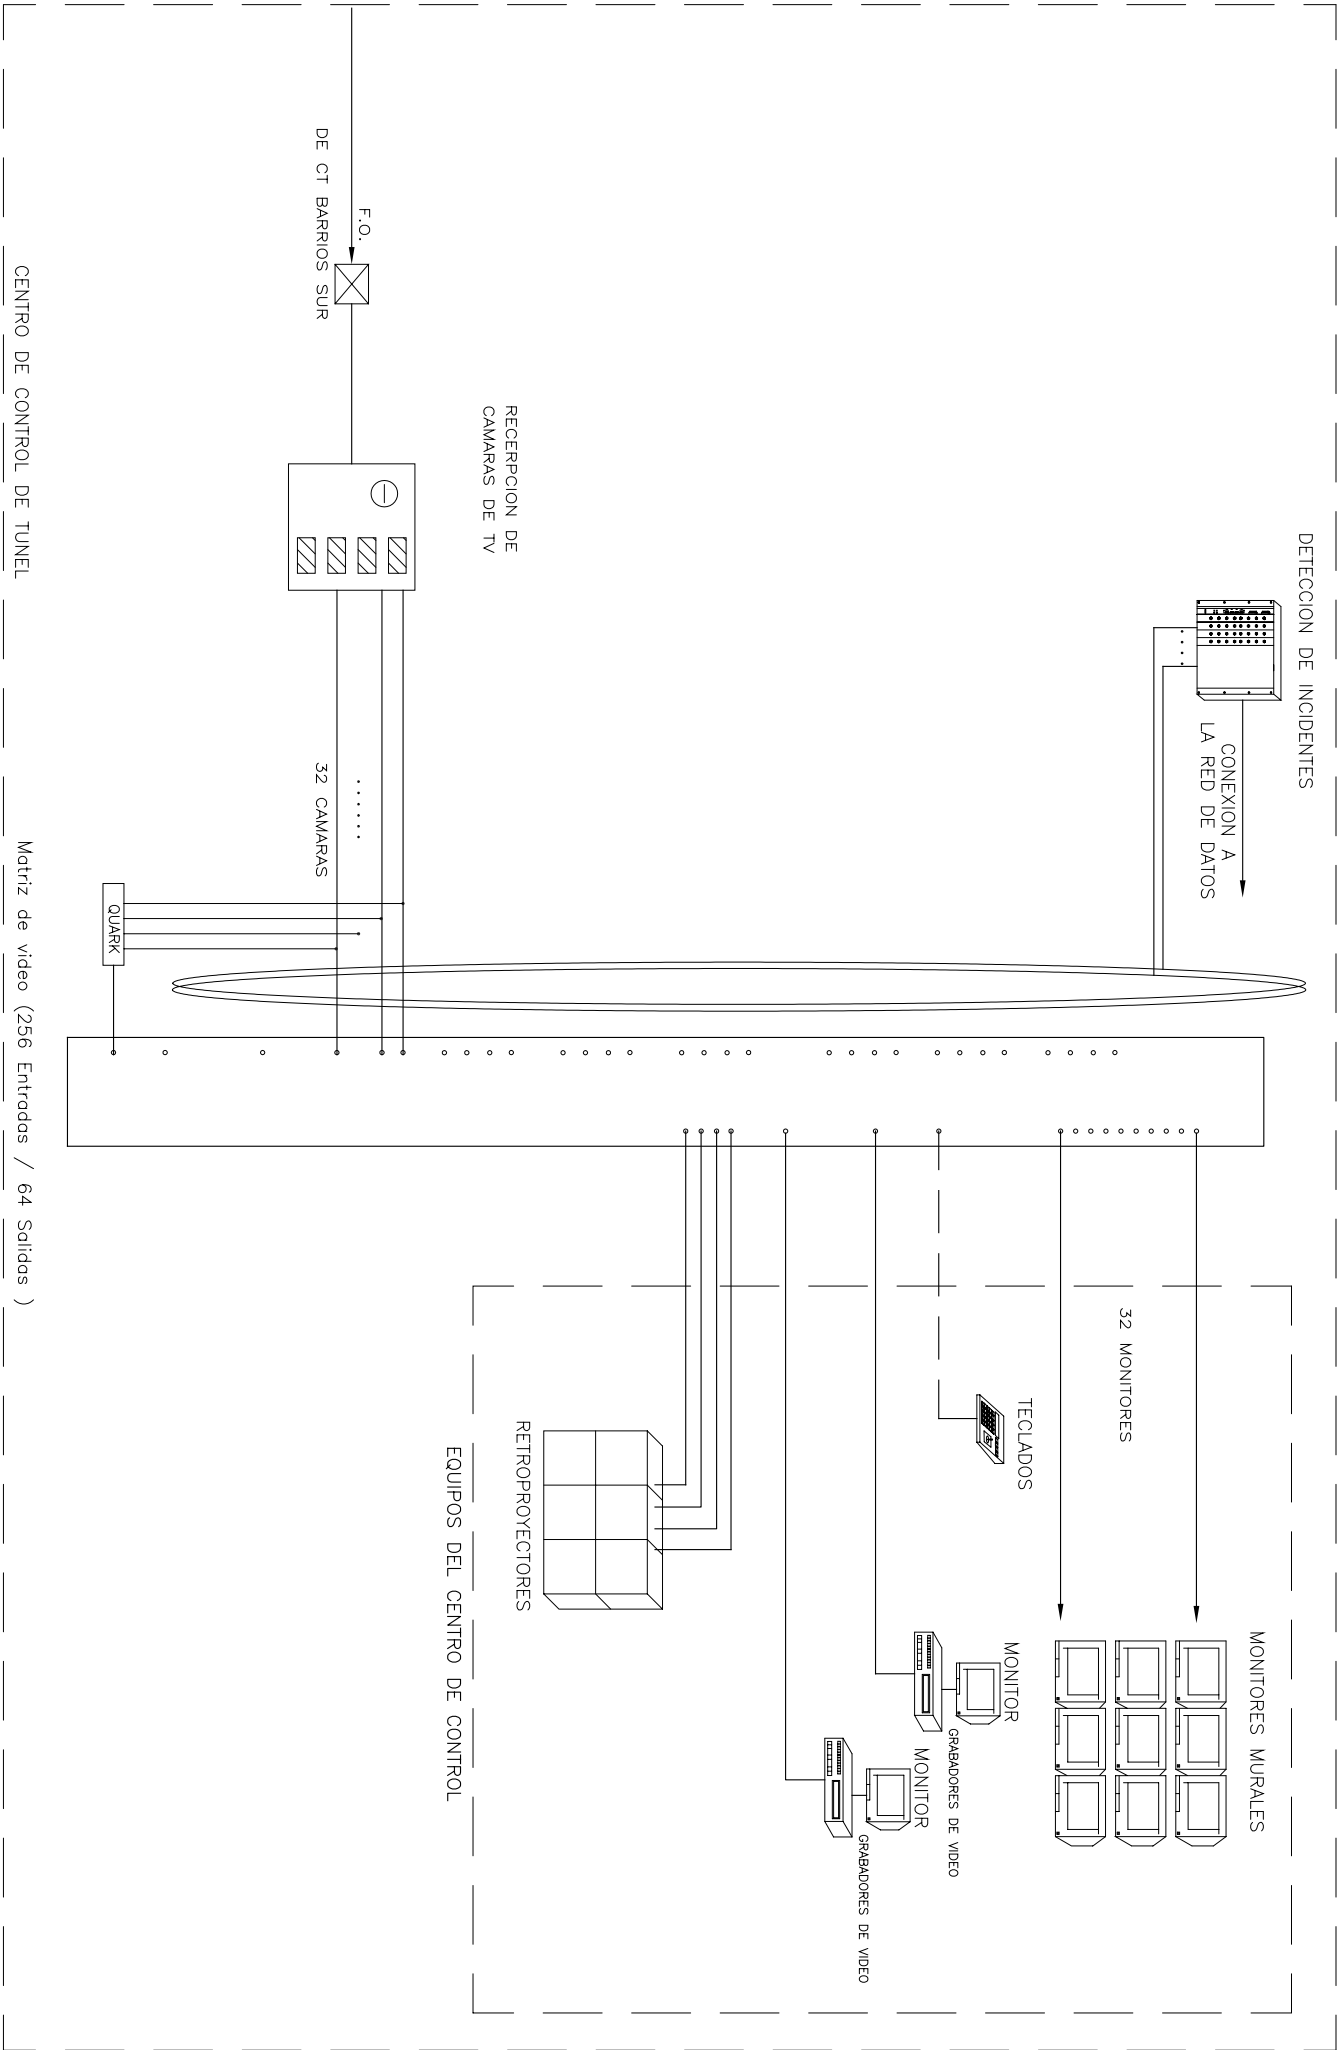 DETECCION DE INCIDENTES
CONEXION A
LA RED DE DATOS
MONITORES MURALES
32 MONITORES
TECLADOS
MONITOR
GRABADORES DE VIDEO
MONITOR
GRABADORES DE VIDEO
RETROPROYECTORES
EQUIPOS DEL CENTRO DE CONTROL
RECERPCION DE
CAMARAS DE TV
F.O.
DE CT BARRIOS SUR
32 CAMARAS
QUARK
CENTRO DE CONTROL DE TUNEL
Matriz de video (256 Entradas / 64 Salidas )